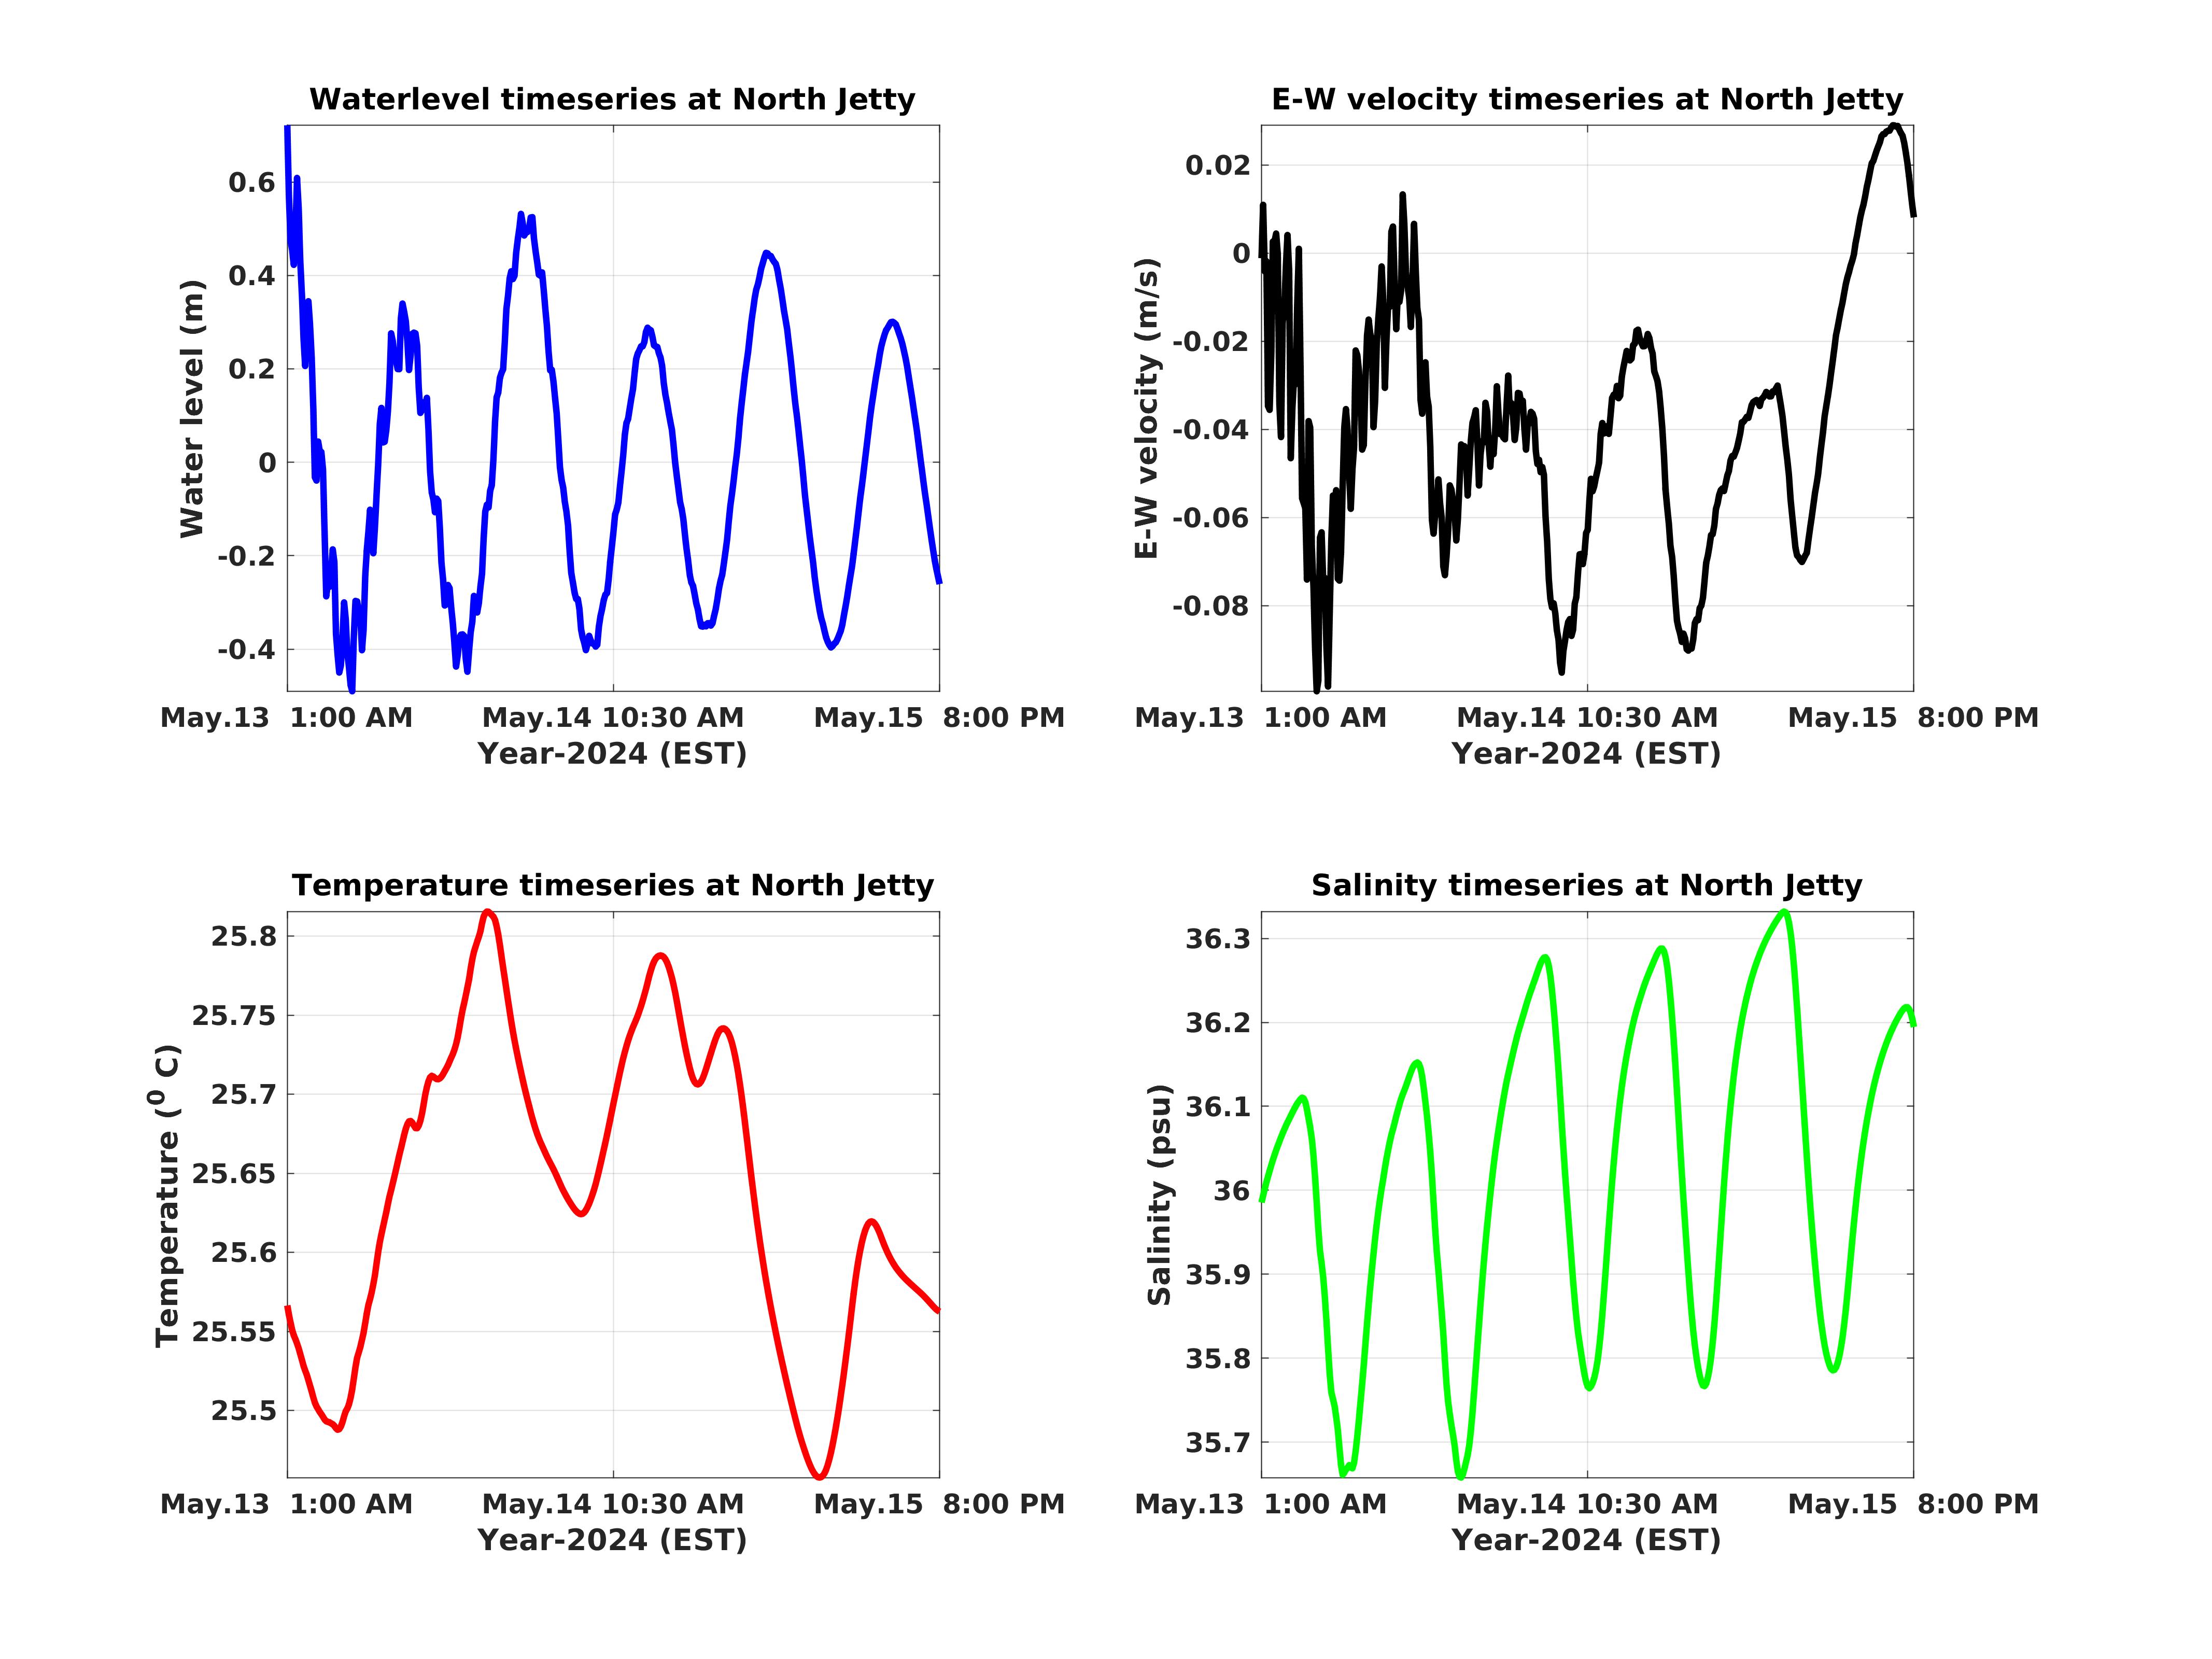 Waterlevel timeseries at North Jetty
Water level (m)
0.6
0.4
0.2
0
-0.2
-0.4
May.13 1:00 AM May.14 10:30 AM May.15 8:00 PM
Year-2024 (EST)
E-W velocity timeseries at North Jetty
E-W velocity (m/s)
0.02
0
-0.02
-0.04
-0.06
-0.08
May.13 1:00 AM May.14 10:30 AM May.15 8:00 PM
Year-2024 (EST)
Temperature timeseries at North Jetty
Temperature (⁰ C)
25.8
25.75
25.7
25.65
25.6
25.55
25.5
May.13 1:00 AM May.14 10:30 AM May.15 8:00 PM
Year-2024 (EST)
Salinity timeseries at North Jetty
Salinity (psu)
36.3
36.2
36.1
36
35.9
35.8
35.7
May.13 1:00 AM May.14 10:30 AM May.15 8:00 PM
Year-2024 (EST)